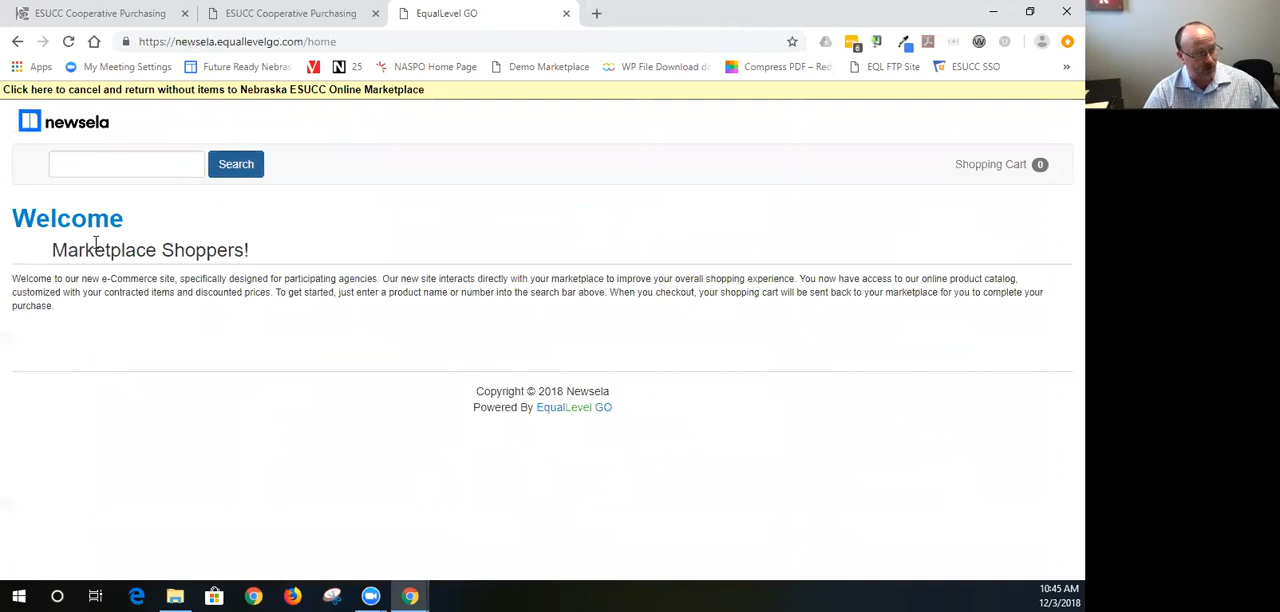 ESUCC Cooperative Purchasing
ESUCC Cooperative Purchasing
EqualLevel GO
https://newsela.equallevelgo.com/home
6
Apps
My Meeting Settings
Future Ready Nebras
25
NASPO Home Page
Demo Marketplace
WP File Download do
Compress PDF – Red
EQL FTP Site
ESUCC SSO
»
Click here to cancel and return without items to Nebraska ESUCC Online Marketplace
newsela
Search
Shopping Cart 0
Welcome
Marketplace Shoppers!
Welcome to our new e-Commerce site, specifically designed for participating agencies. Our new site interacts directly with your marketplace to improve your overall shopping experience. You now have access to our online product catalog,
customized with your contracted items and discounted prices. To get started, just enter a product name or number into the search bar above. When you checkout, your shopping cart will be sent back to your marketplace for you to complete your
purchase.
Copyright © 2018 Newsela
Powered By EqualLevel GO
10:45 AM
12/3/2018